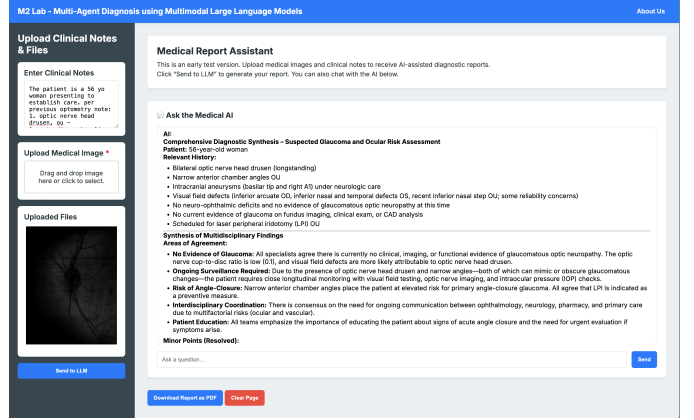 M2 Lab - Multi-Agent Diagnosis using Multimodal Large Language Models
About Us
Upload Clinical Notes
& Files
Enter Clinical Notes
The patient is a 56 yo
woman presenting to
establish care, per
previous optometry note:
1. optic nerve head
drusen, ou –
Upload Medical Image *
Drag and drop image
here or click to select.
Uploaded Files
Send to LLM
Medical Report Assistant
This is an early test version. Upload medical images and clinical notes to receive AI-assisted diagnostic reports.
Click "Send to LLM" to generate your report. You can also chat with the AI below.
💬 Ask the Medical AI
AI:
Comprehensive Diagnostic Synthesis – Suspected Glaucoma and Ocular Risk Assessment
Patient: 56-year-old woman
Relevant History:
• Bilateral optic nerve head drusen (longstanding)
• Narrow anterior chamber angles OU
• Intracranial aneurysms (basilar tip and right A1) under neurologic care
• Visual field defects (inferior arcuate OD, inferior nasal and temporal defects OS, recent inferior nasal step OU; some reliability concerns)
• No neuro-ophthalmic deficits and no evidence of glaucomatous optic neuropathy at this time
• No current evidence of glaucoma on fundus imaging, clinical exam, or CAD analysis
• Scheduled for laser peripheral iridotomy (LPI) OU
Synthesis of Multidisciplinary Findings
Areas of Agreement:
• No Evidence of Glaucoma: All specialists agree there is currently no clinical, imaging, or functional evidence of glaucomatous optic neuropathy. The optic
nerve cup-to-disc ratio is low (0.1), and visual field defects are more likely attributable to optic nerve head drusen.
• Ongoing Surveillance Required: Due to the presence of optic nerve head drusen and narrow angles—both of which can mimic or obscure glaucomatous
changes—the patient requires close longitudinal monitoring with visual field testing, optic nerve imaging, and intraocular pressure (IOP) checks.
• Risk of Angle-Closure: Narrow anterior chamber angles place the patient at elevated risk for primary angle-closure glaucoma. All agree that LPI is indicated as
a preventive measure.
• Interdisciplinary Coordination: There is consensus on the need for ongoing communication between ophthalmology, neurology, pharmacy, and primary care
due to multifactorial risks (ocular and vascular).
• Patient Education: All teams emphasize the importance of educating the patient about signs of acute angle closure and the need for urgent evaluation if
symptoms arise.
Minor Points (Resolved):
Ask a question...
Send
Download Report as PDF
Clear Page